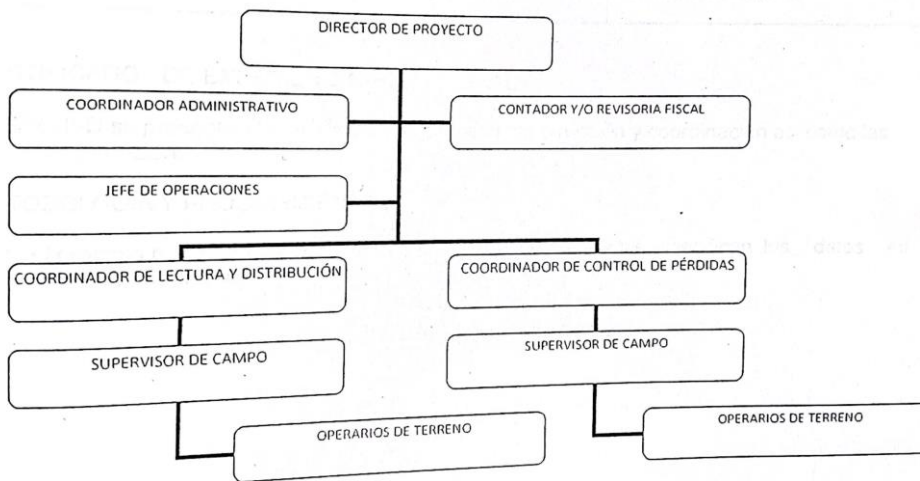 DIRECTOR DE PROYECTO
COORDINADOR ADMINISTRATIVO
CONTADOR Y/O REVISORIA FISCAL
JEFE DE OPERACIONES
COORDINADOR DE LECTURA Y DISTRIBUCIÓN
COORDINADOR DE CONTROL DE PÉRDIDAS
SUPERVISOR DE CAMPO
SUPERVISOR DE CAMPO
OPERARIOS DE TERRENO
OPERARIOS DE TERRENO